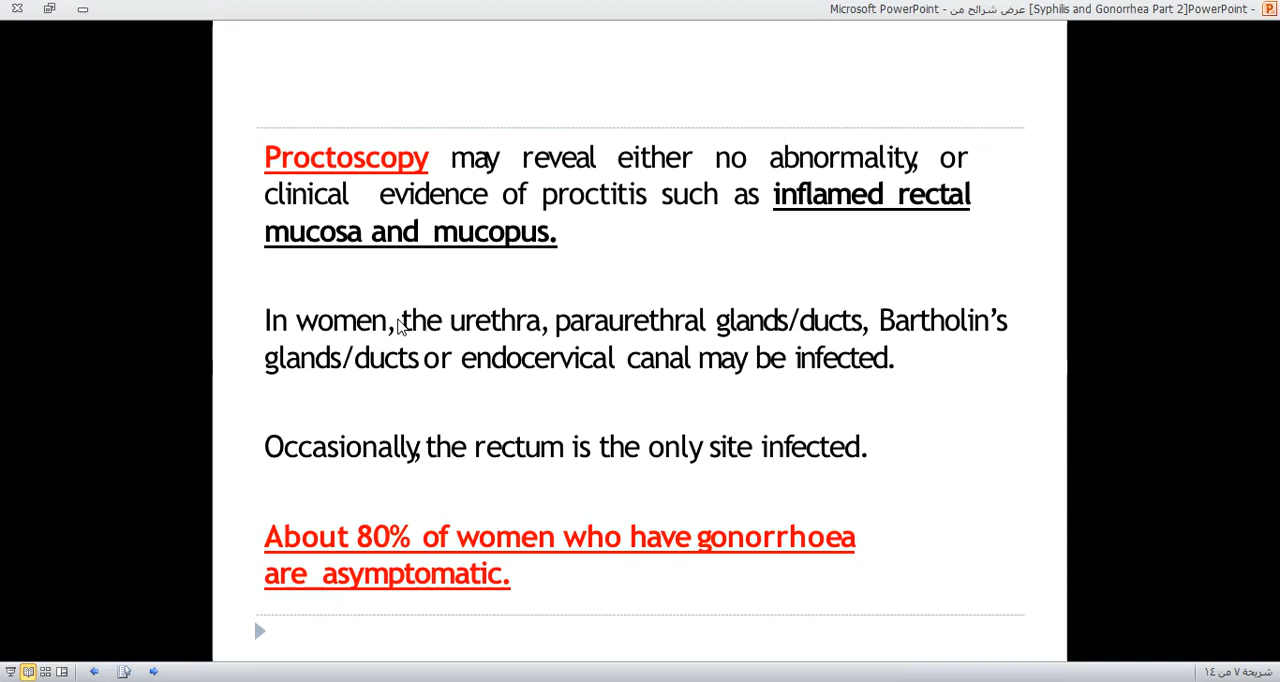 Microsoft PowerPoint - عرض شرائح من [Syphilis and Gonorrhea Part 2]PowerPoint -
Proctoscopy may reveal either no abnormality, or
clinical evidence of proctitis such as inflamed rectal
mucosa and mucopus.
In women, the urethra, paraurethral glands/ducts, Bartholin's
glands/ducts or endocervical canal may be infected.
Occasionally, the rectum is the only site infected.
About 80% of women who have gonorrhoea
are asymptomatic.
شريحة ٧ من ١٤